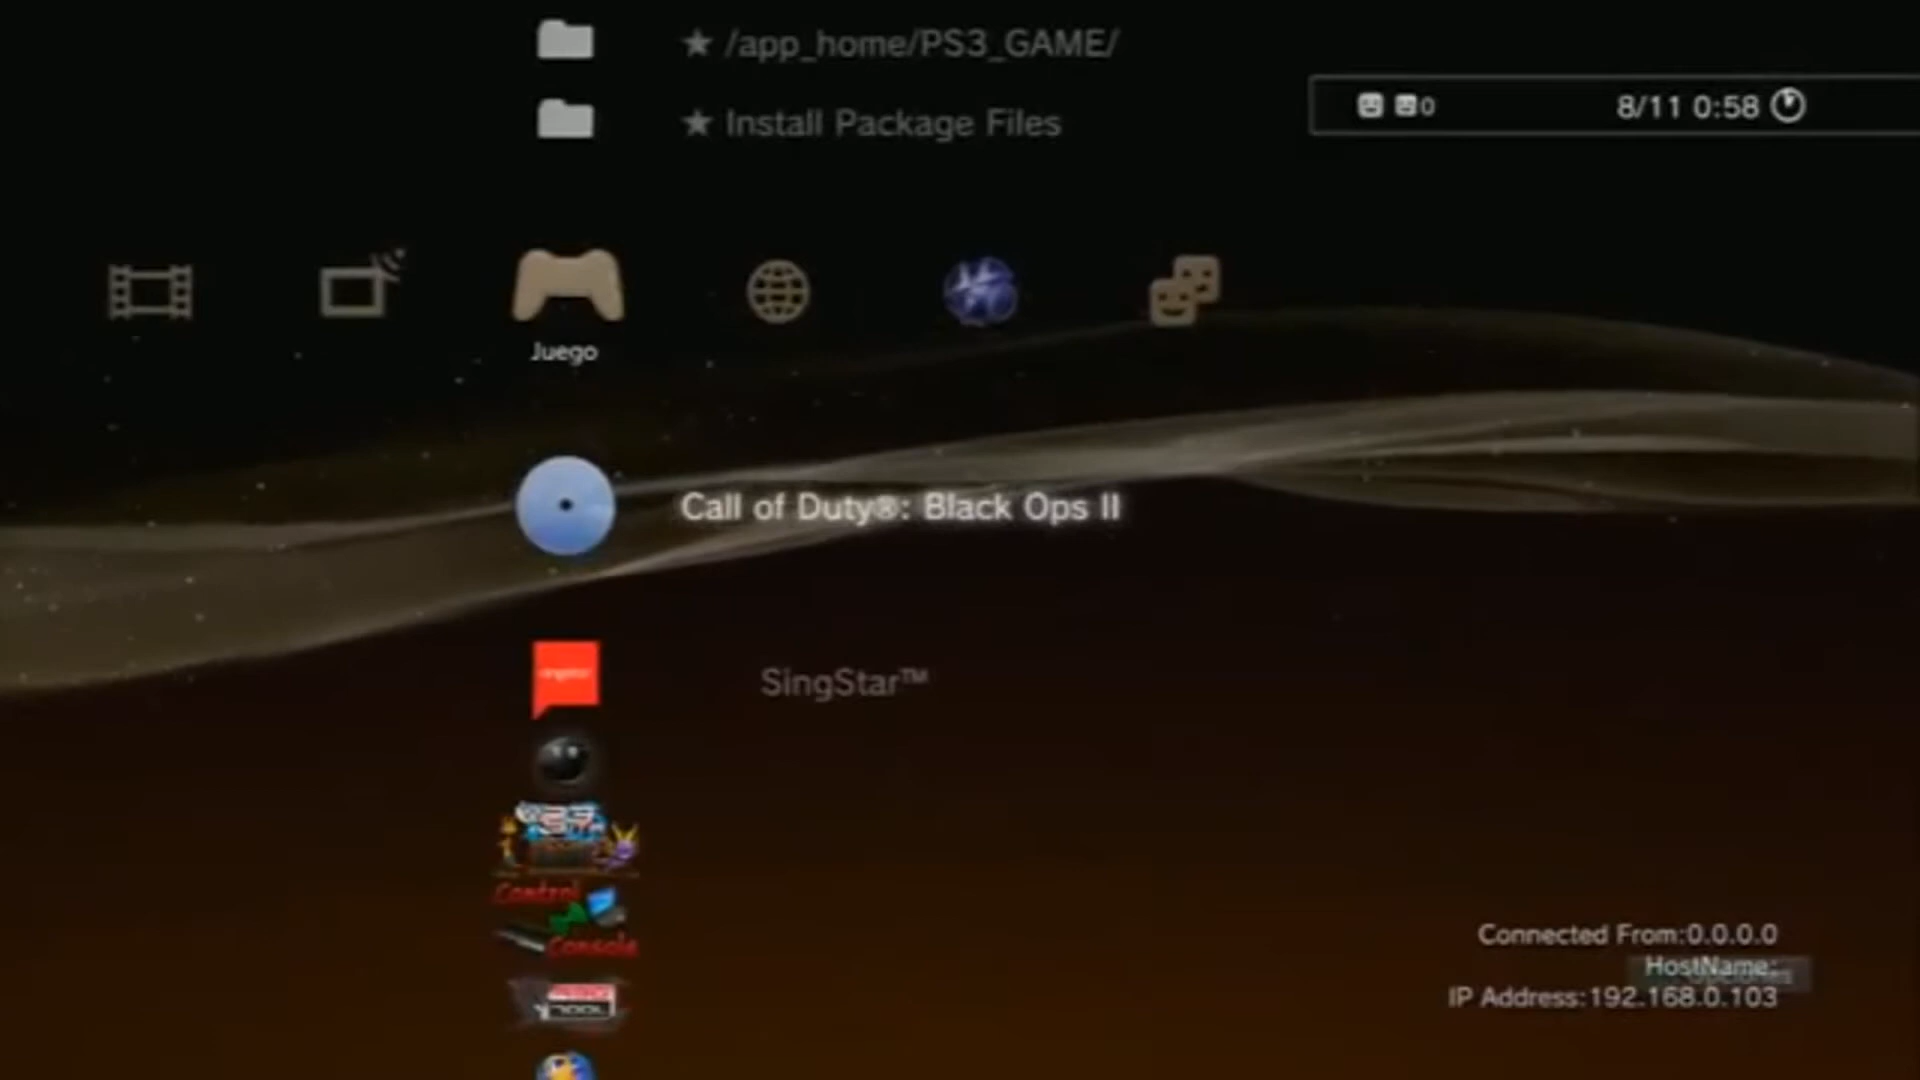 ★ /app_home/PS3_GAME/
★ Install Package Files
0 8/11 0:58
Juego
Call of Duty®: Black Ops II
SingStar™
Control
Console
Connected From:0.0.0.0
HostName:
IP Address:192.168.0.103